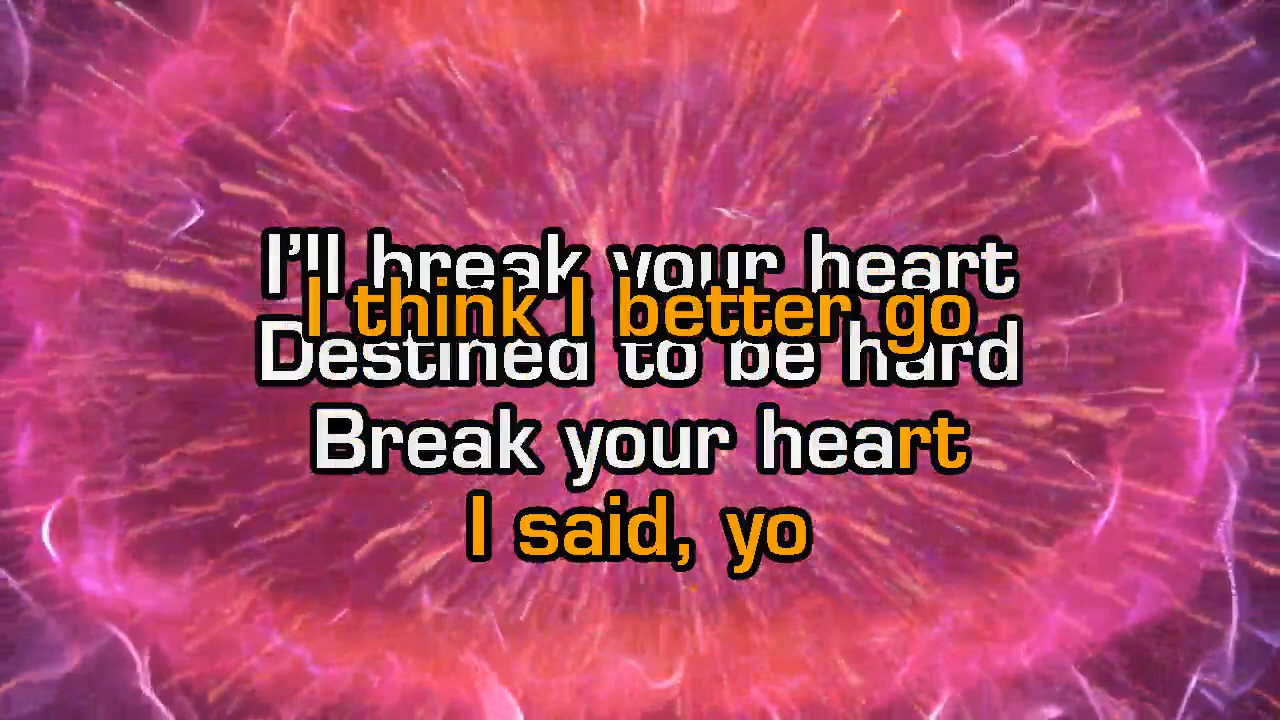 I'll break your heart
I think I better go
Destined to be hard
Break your heart
I said, yo